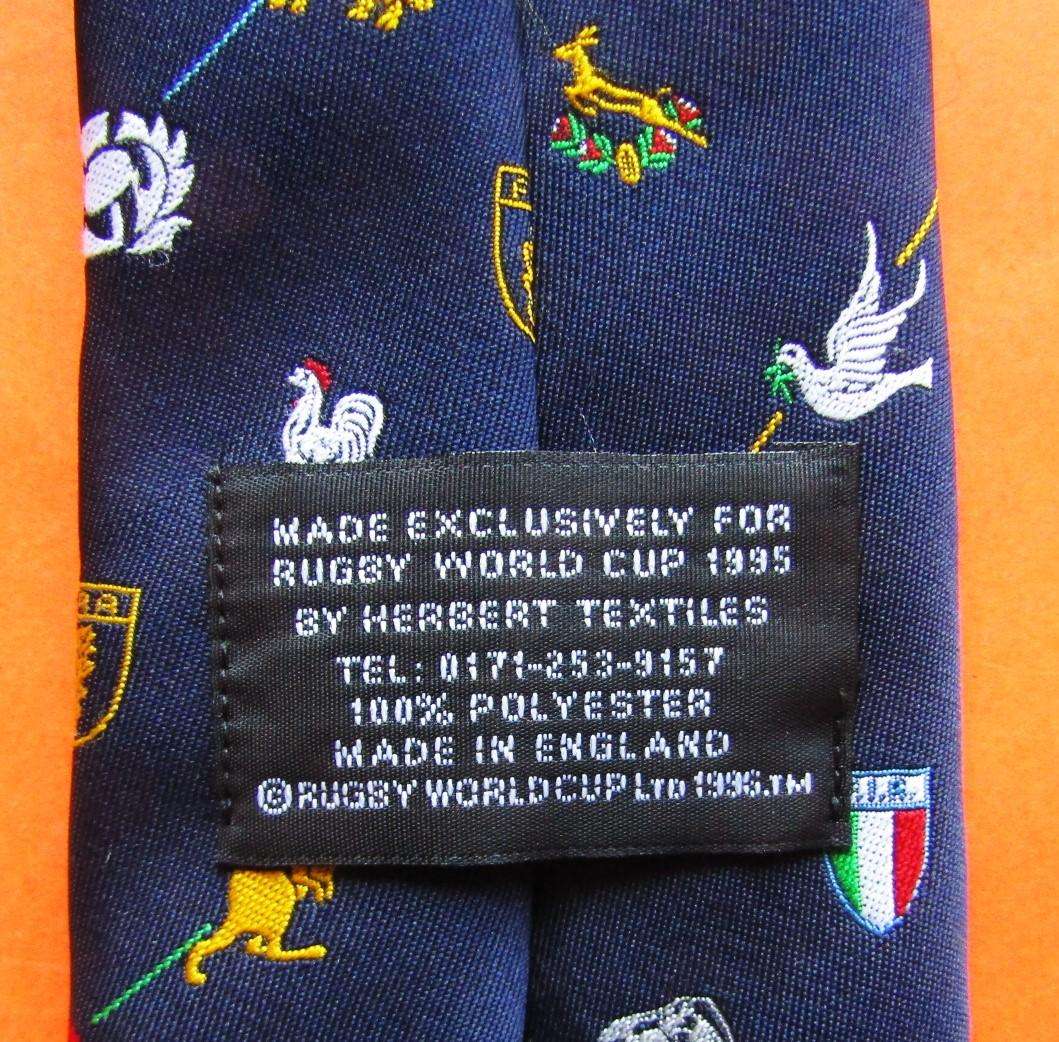 MADE EXCLUSIVELY FOR
RUGBY WORLD CUP 1995
BY HERBERT TEXTILES
TEL: 0171-253-9157
100% POLYESTER
MADE IN ENGLAND
©RUGBY WORLD CUP LTD 1995.TM